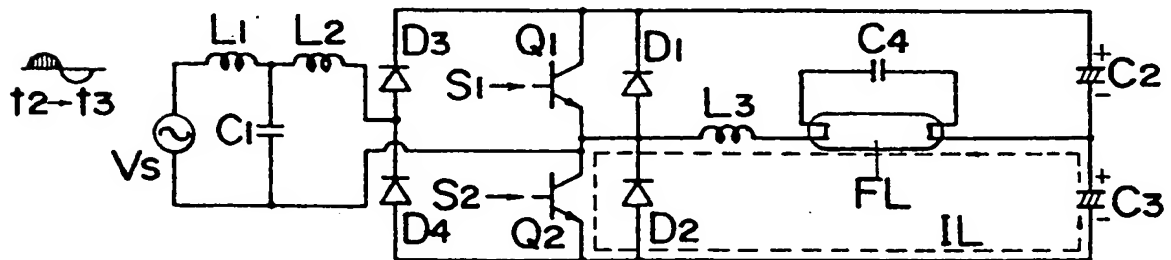 L1
L2
D3
Q1
D1
C4
C2
+
-
t2→t3
S1
L3
C1
Vs
S2
D4
Q2
D2
FL
IL
C3
+
-